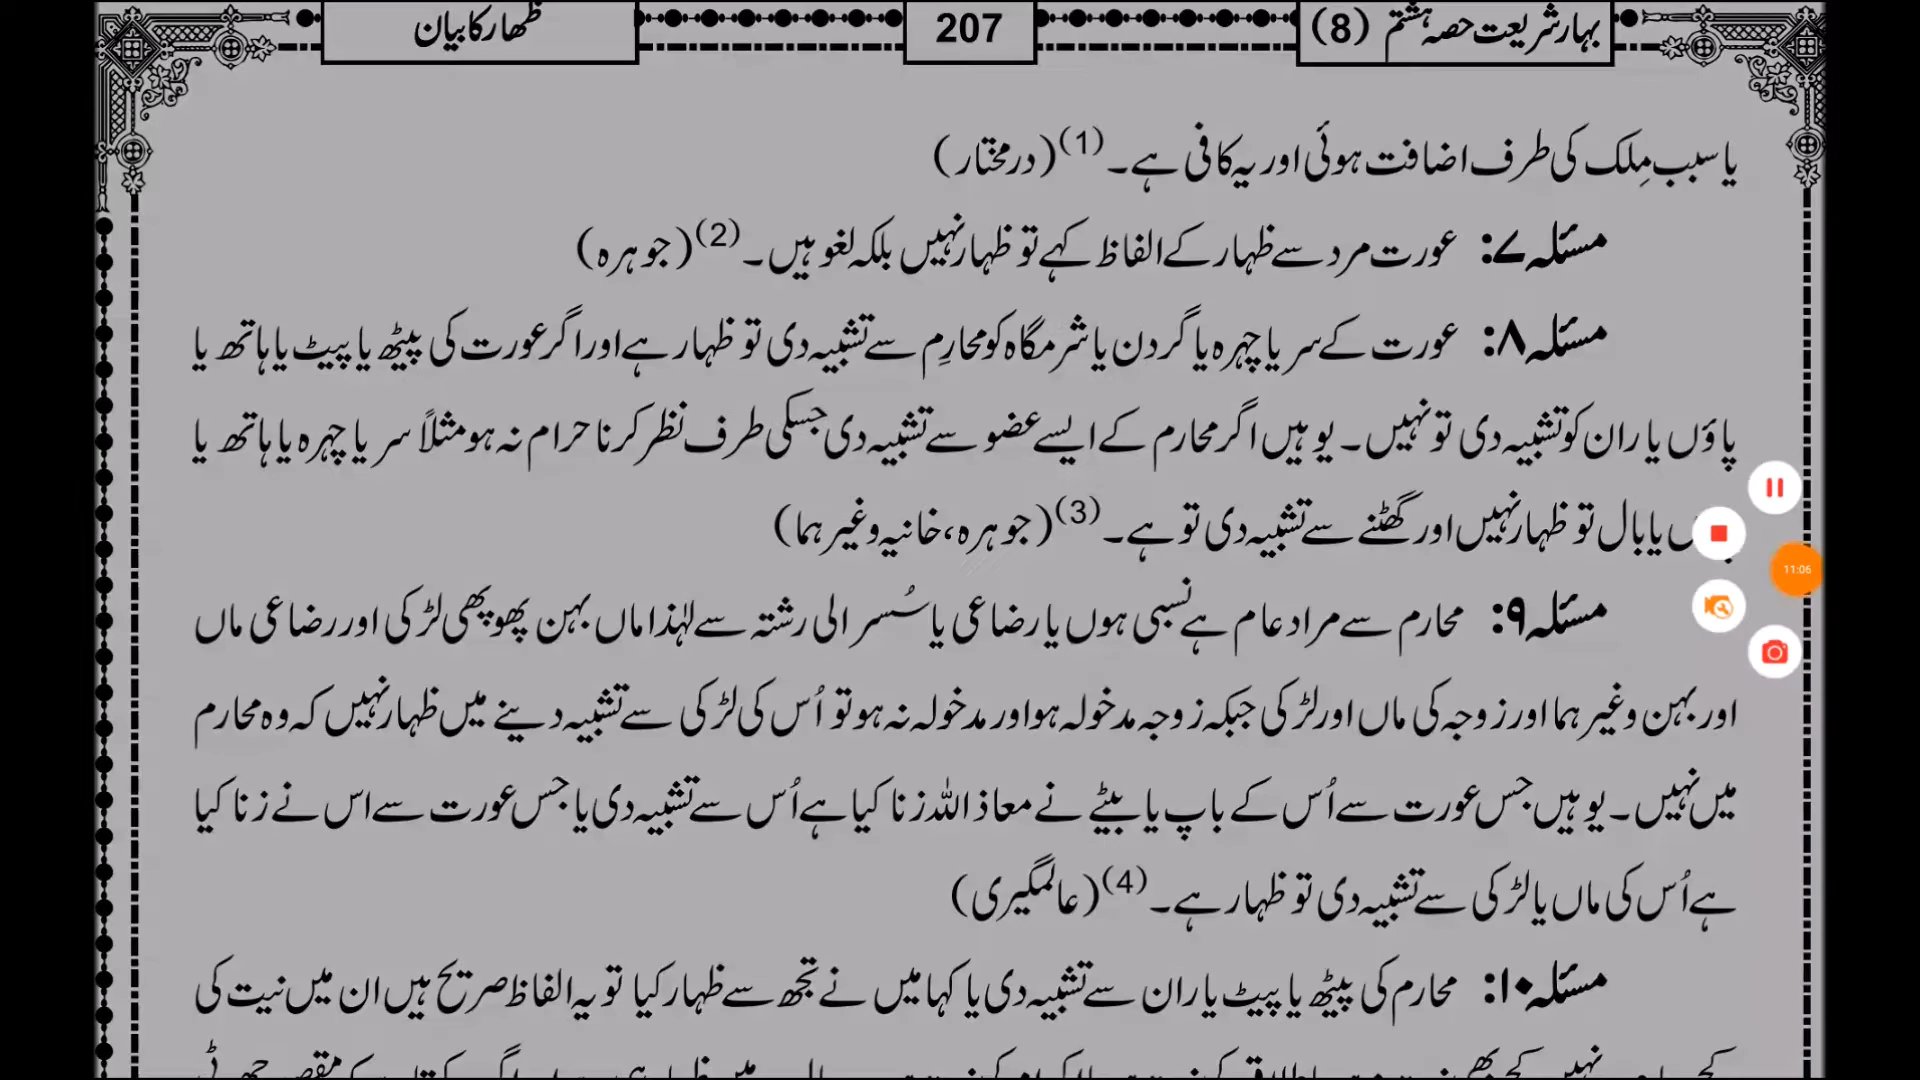 بہارِ شریعت حصہ ہشتم (8)
207
ظہار کا بیان
یا سبب مِلک کی طرف اضافت ہوئی اور یہ کافی ہے۔(1) (درمختار)
مسئلہ ۷: عورت مرد سے ظہار کے الفاظ کہے تو ظہار نہیں بلکہ لغو ہیں۔(2) (جوہرہ)
مسئلہ ۸: عورت کے سر یا چہرہ یا گردن یا شرمگاہ کو محارِم سے تشبیہ دی تو ظہار ہے اور اگر عورت کی پیٹھ یا پیٹ یا ہاتھ یا
پاؤں یا ران کو تشبیہ دی تو نہیں۔ یوہیں اگر محارم کے ایسے عضو سے تشبیہ دی جسکی طرف نظر کرنا حرام نہ ہو مثلاً سر یا چہرہ یا ہاتھ یا
یا بال تو ظہار نہیں اور گھٹنے سے تشبیہ دی تو ہے۔(3) (جوہرہ، خانیہ وغیرہما)
مسئلہ ۹: محارم سے مراد عام ہے نسبی ہوں یا رضاعی یا سُسرالی رشتہ سے لہٰذا ماں بہن پھوپھی لڑکی اور رضاعی ماں
اور بہن وغیرہما اور زوجہ کی ماں اور لڑکی جبکہ زوجہ مدخولہ ہو اور مدخولہ نہ ہو تو اُس کی لڑکی سے تشبیہ دینے میں ظہار نہیں کہ وہ محارم
میں نہیں۔ یوہیں جس عورت سے اُس کے باپ یا بیٹے نے معاذ اللہ زنا کیا ہے اُس سے تشبیہ دی یا جس عورت سے اس نے زنا کیا
ہے اُس کی ماں یا لڑکی سے تشبیہ دی تو ظہار ہے۔(4) (عالمگیری)
مسئلہ ۱۰: محارم کی پیٹھ یا پیٹ یا ران سے تشبیہ دی یا کہا میں نے تجھ سے ظہار کیا تو یہ الفاظ صریح ہیں ان میں نیت کی
11:06